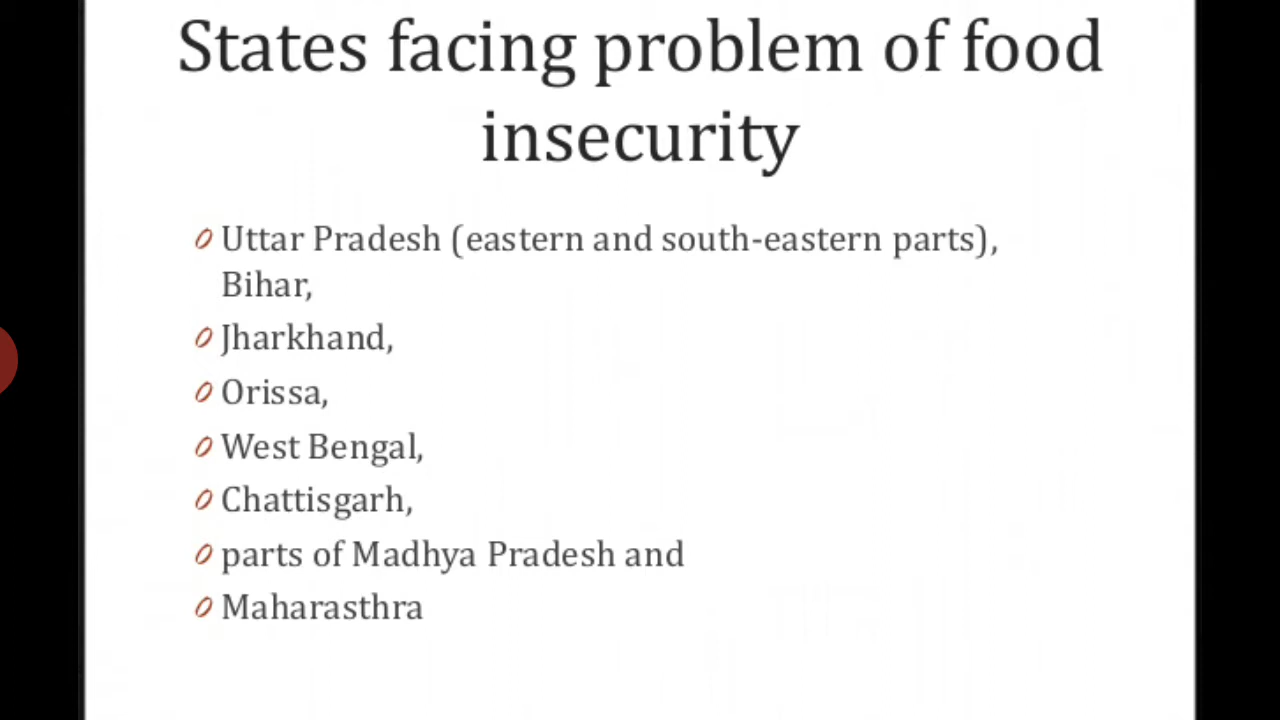 States facing problem of food
insecurity
Uttar Pradesh (eastern and south-eastern parts),
Bihar,
Jharkhand,
Orissa,
West Bengal,
Chattisgarh,
parts of Madhya Pradesh and
Maharasthra